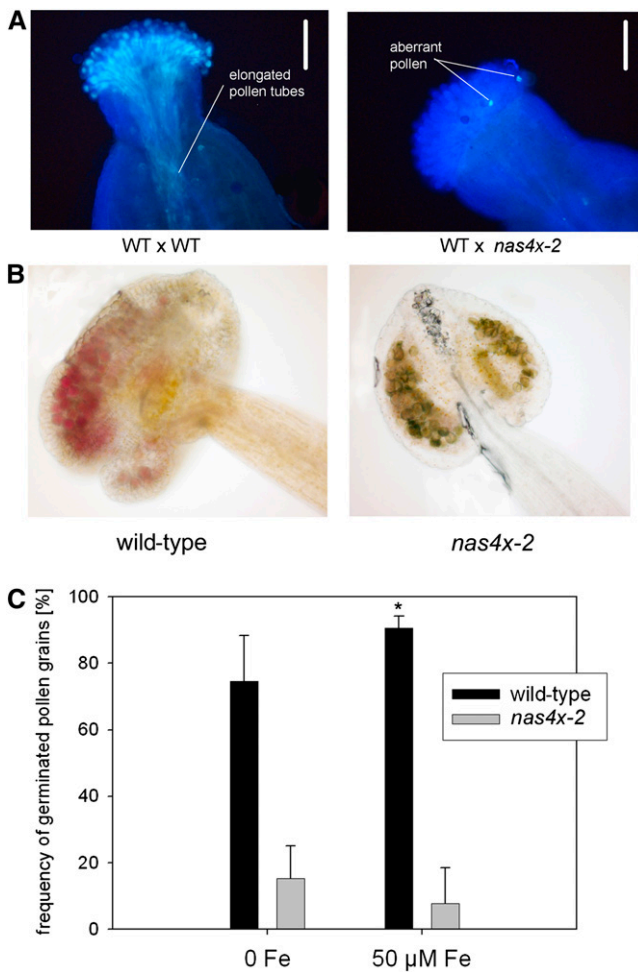 A
elongated
pollen tubes
aberrant
pollen
WT x WT
WT x nas4x-2
B
wild-type
nas4x-2
C
frequency of germinated pollen grains [%]
100
80
60
40
20
0
*
wild-type
nas4x-2
0 Fe
50 µM Fe